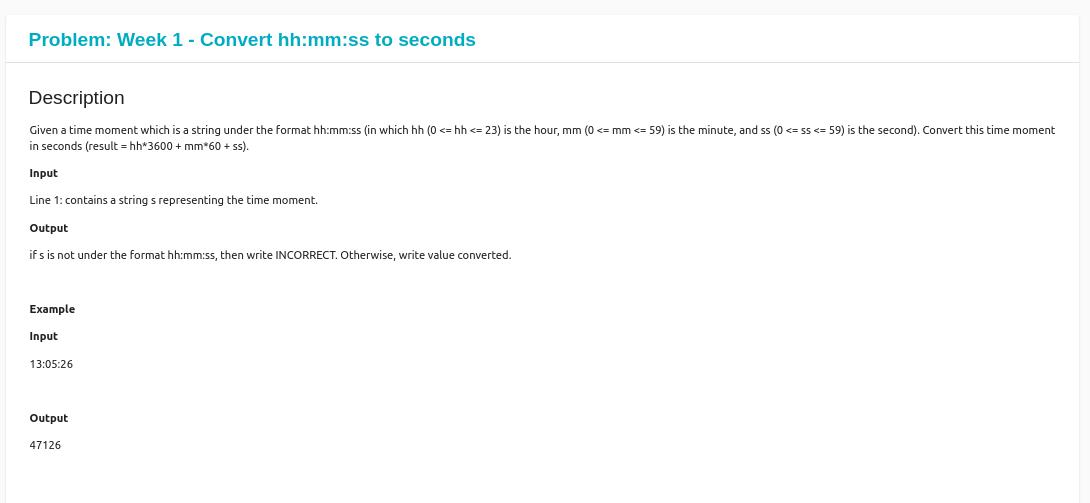 Problem: Week 1 - Convert hh:mm:ss to seconds
Description
Given a time moment which is a string under the format hh:mm:ss (in which hh (0 <= hh <= 23) is the hour, mm (0 <= mm <= 59) is the minute, and ss (0 <= ss <= 59) is the second). Convert this time moment
in seconds (result = hh*3600 + mm*60 + ss).
Input
Line 1: contains a string s representing the time moment.
Output
if s is not under the format hh:mm:ss, then write INCORRECT. Otherwise, write value converted.
Example
Input
13:05:26
Output
47126